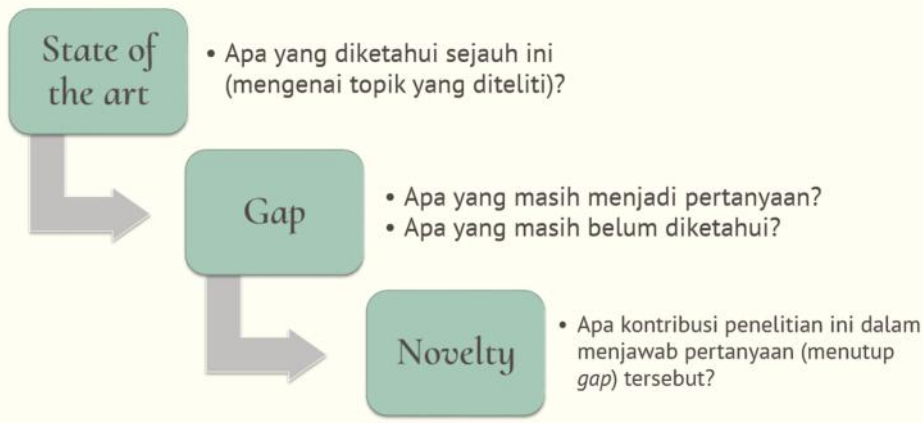 State of
the art
• Apa yang diketahui sejauh ini
(mengenai topik yang diteliti)?
Gap
• Apa yang masih menjadi pertanyaan?
• Apa yang masih belum diketahui?
Novelty
• Apa kontribusi penelitian ini dalam
menjawab pertanyaan (menutup
gap) tersebut?